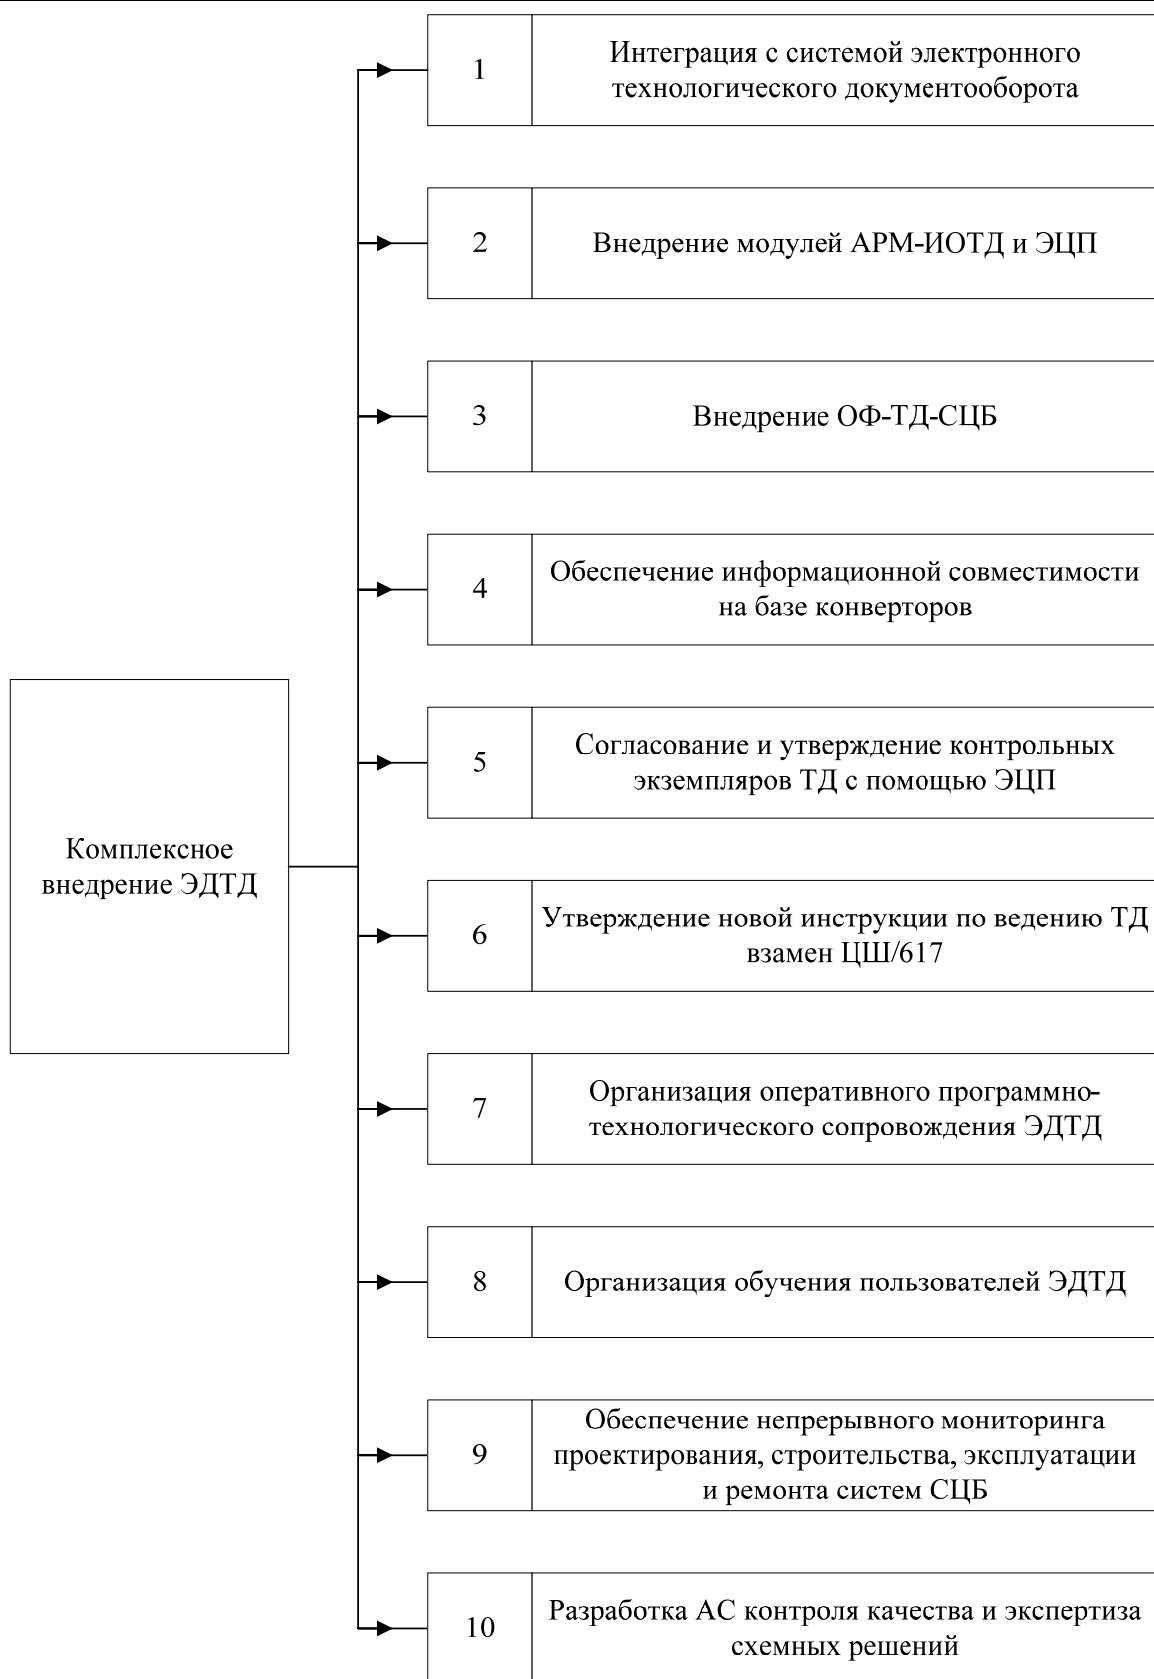 1
Интеграция с системой электронного
технологического документооборота
2
Внедрение модулей АРМ-ИОТД и ЭЦП
3
Внедрение ОФ-ТД-СЦБ
4
Обеспечение информационной совместимости
на базе конверторов
5
Согласование и утверждение контрольных
экземпляров ТД с помощью ЭЦП
Комплексное
внедрение ЭДТД
6
Утверждение новой инструкции по ведению ТД
взамен ЦШ/617
7
Организация оперативного программно-
технологического сопровождения ЭДТД
8
Организация обучения пользователей ЭДТД
9
Обеспечение непрерывного мониторинга
проектирования, строительства, эксплуатации
и ремонта систем СЦБ
10
Разработка АС контроля качества и экспертиза
схемных решений